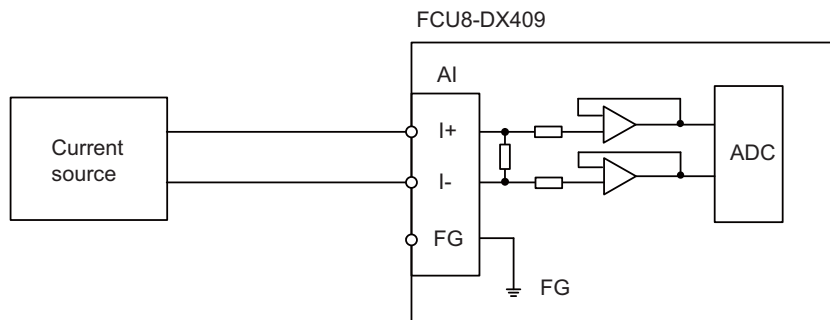 FCU8-DX409
AI
Current
source
I+
I-
FG
ADC
FG